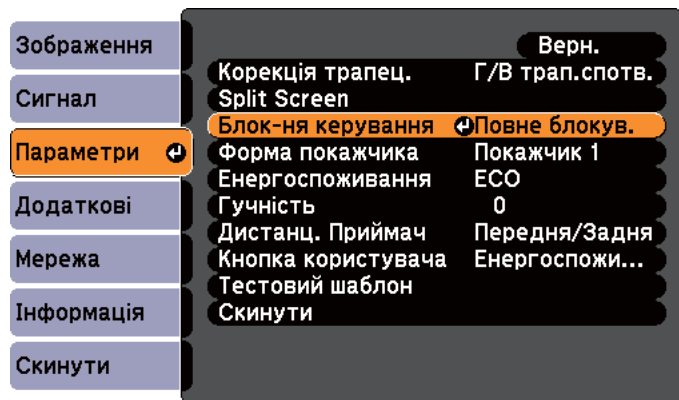 Зображення
Сигнал
Параметри
Додаткові
Мережа
Інформація
Скинути
Верн.
Корекція трапец. Г/В трап.спотв.
Split Screen
Блок-ня керування Повне блокув.
Форма покажчика Покажчик 1
Енергоспоживання ECO
Гучність 0
Дистанц. Приймач Передня/Задня
Кнопка користувача Енергоспожи...
Тестовий шаблон
Скинути